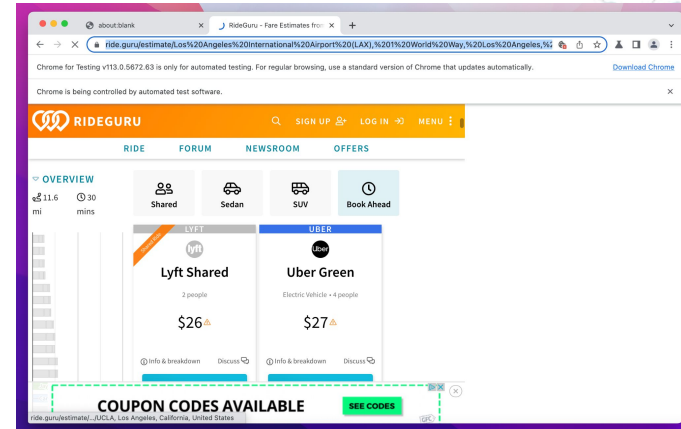 about:blank
RideGuru - Fare Estimates from
ride.guru/estimate/Los%20Angeles%20International%20Airport%20(LAX),%201%20World%20Way,%20Los%20Angeles,%
Chrome for Testing v113.0.5672.63 is only for automated testing. For regular browsing, use a standard version of Chrome that updates automatically.
Download Chrome
Chrome is being controlled by automated test software.
RIDEGURU
SIGN UP LOG IN MENU
RIDE FORUM NEWSROOM OFFERS
OVERVIEW
11.6 mi
30 mins
Shared Sedan SUV Book Ahead
LYFT
Shared Ride
lyft
Lyft Shared
2 people
$26
Info & breakdown Discuss
UBER
Uber
Uber Green
Electric Vehicle • 4 people
$27
Info & breakdown Discuss
COUPON CODES AVAILABLE
SEE CODES
ride.guru/estimate/.../UCLA, Los Angeles, California, United States